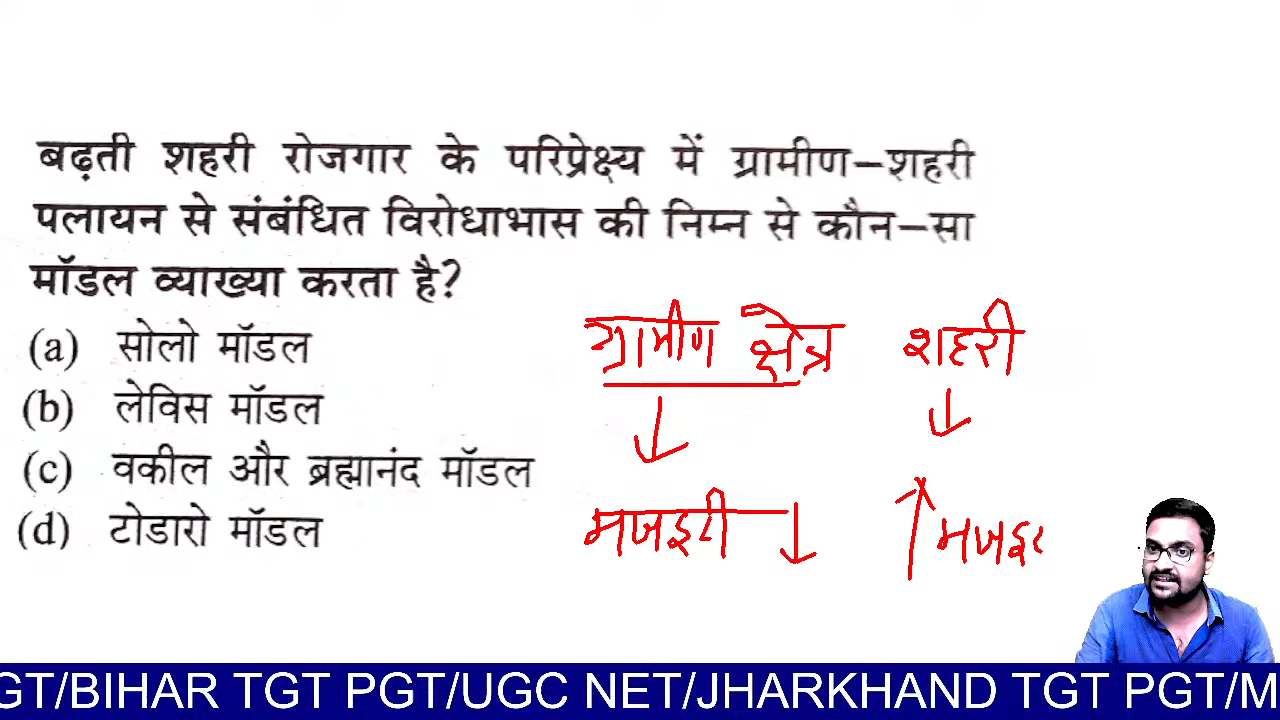 बढ़ती शहरी रोजगार के परिप्रेक्ष्य में ग्रामीण–शहरी
पलायन से संबंधित विरोधाभास की निम्न से कौन–सा
मॉडल व्याख्या करता है?
(a) सोलो मॉडल
(b) लेविस मॉडल
(c) वकील और ब्रह्मानंद मॉडल
(d) टोडारो मॉडल
ग्रामीण क्षेत्र शहरी
↓ ↓
मजदूरी ↓ ↑
GT/BIHAR TGT PGT/UGC NET/JHARKHAND TGT PGT/M